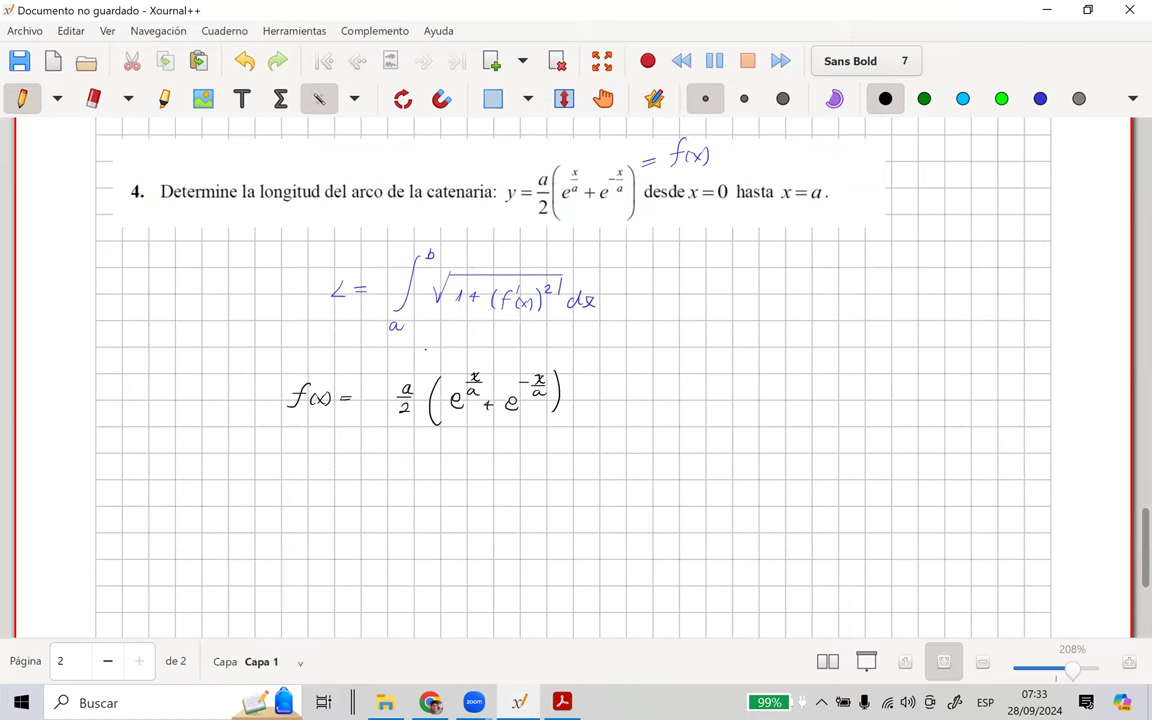 Documento no guardado - Xournal++
Archivo Editar Ver Navegación Cuaderno Herramientas Complemento Ayuda
Sans Bold 7
= f(x)
4. Determine la longitud del arco de la catenaria: y = a/2 (e^(x/a) + e^(-x/a)) desde x = 0 hasta x = a.
L = ∫_a^b √(1 + (f'(x))^2) dx
f(x) = a/2 (e^(x/a) + e^(-x/a))
Página 2 de 2 Capa Capa 1 208%
Buscar 99% ESP 07:33
28/09/2024